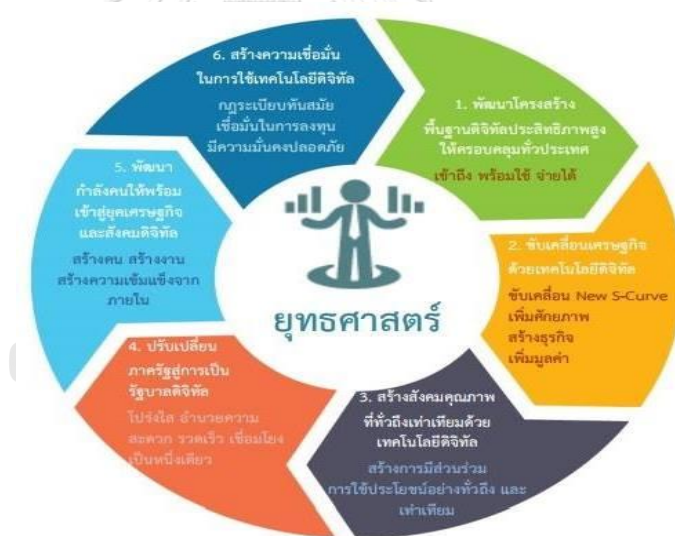 1. พัฒนาโครงสร้าง
พื้นฐานดิจิทัลประสิทธิภาพสูง
ให้ครอบคลุมทั่วประเทศ
เข้าถึง พร้อมใช้ จ่ายได้
2. ขับเคลื่อนเศรษฐกิจ
ด้วยเทคโนโลยีดิจิทัล
ขับเคลื่อน New S-Curve
เพิ่มศักยภาพ
สร้างธุรกิจ
เพิ่มมูลค่า
3. สร้างสังคมคุณภาพ
ที่ทั่วถึงเท่าเทียมด้วย
เทคโนโลยีดิจิทัล
สร้างการมีส่วนร่วม
การใช้ประโยชน์อย่างทั่วถึง และ
เท่าเทียม
4. ปรับเปลี่ยน
ภาครัฐสู่การเป็น
รัฐบาลดิจิทัล
โปร่งใส อำนวยความ
สะดวก รวดเร็ว เชื่อมโยง
เป็นหนึ่งเดียว
5. พัฒนา
กำลังคนให้พร้อม
เข้าสู่ยุคเศรษฐกิจ
และสังคมดิจิทัล
สร้างคน สร้างงาน
สร้างความเข้มแข็งจาก
ภายใน
6. สร้างความเชื่อมั่น
ในการใช้เทคโนโลยีดิจิทัล
กฎระเบียบทันสมัย
เชื่อมั่นในการลงทุน
มีความมั่นคงปลอดภัย
ยุทธศาสตร์